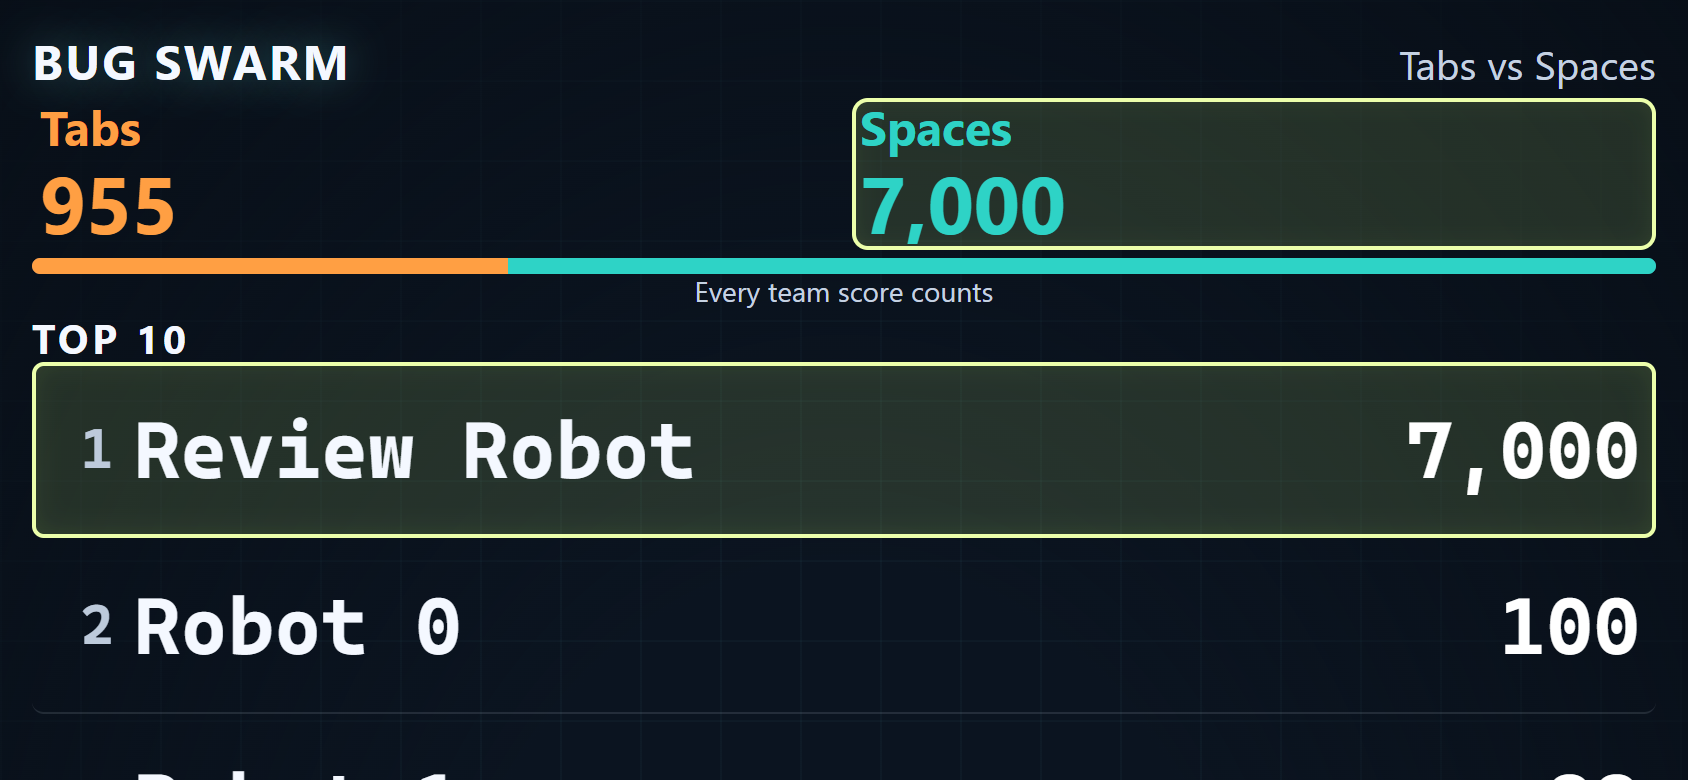 BUG SWARM
Tabs vs Spaces
Tabs
Spaces
955
7,000
Every team score counts
TOP 10
1 Review Robot 7,000
2 Robot 0 100